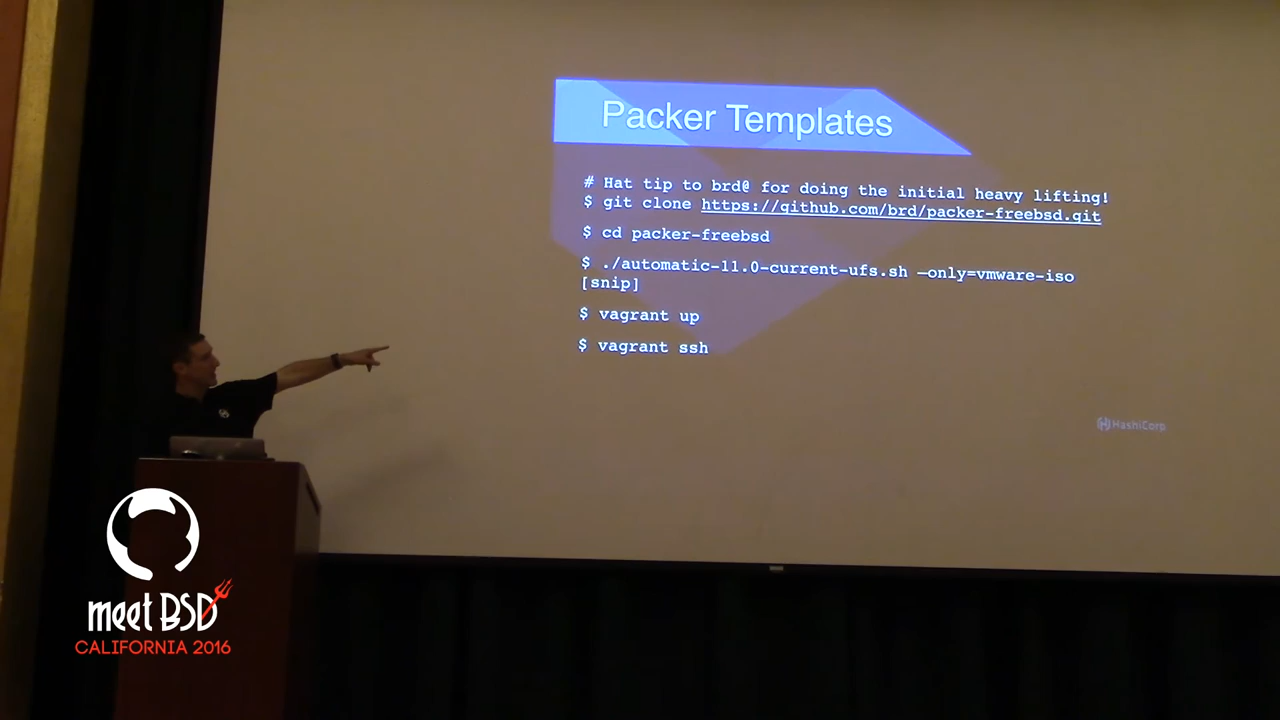 Packer Templates
# Hat tip to brd@ for doing the initial heavy lifting!
$ git clone https://github.com/brd/packer-freebsd.git
$ cd packer-freebsd
$ ./automatic-11.0-current-ufs.sh —only=vmware-iso
[snip]
$ vagrant up
$ vagrant ssh
HashiCorp
meet BSD
CALIFORNIA 2016